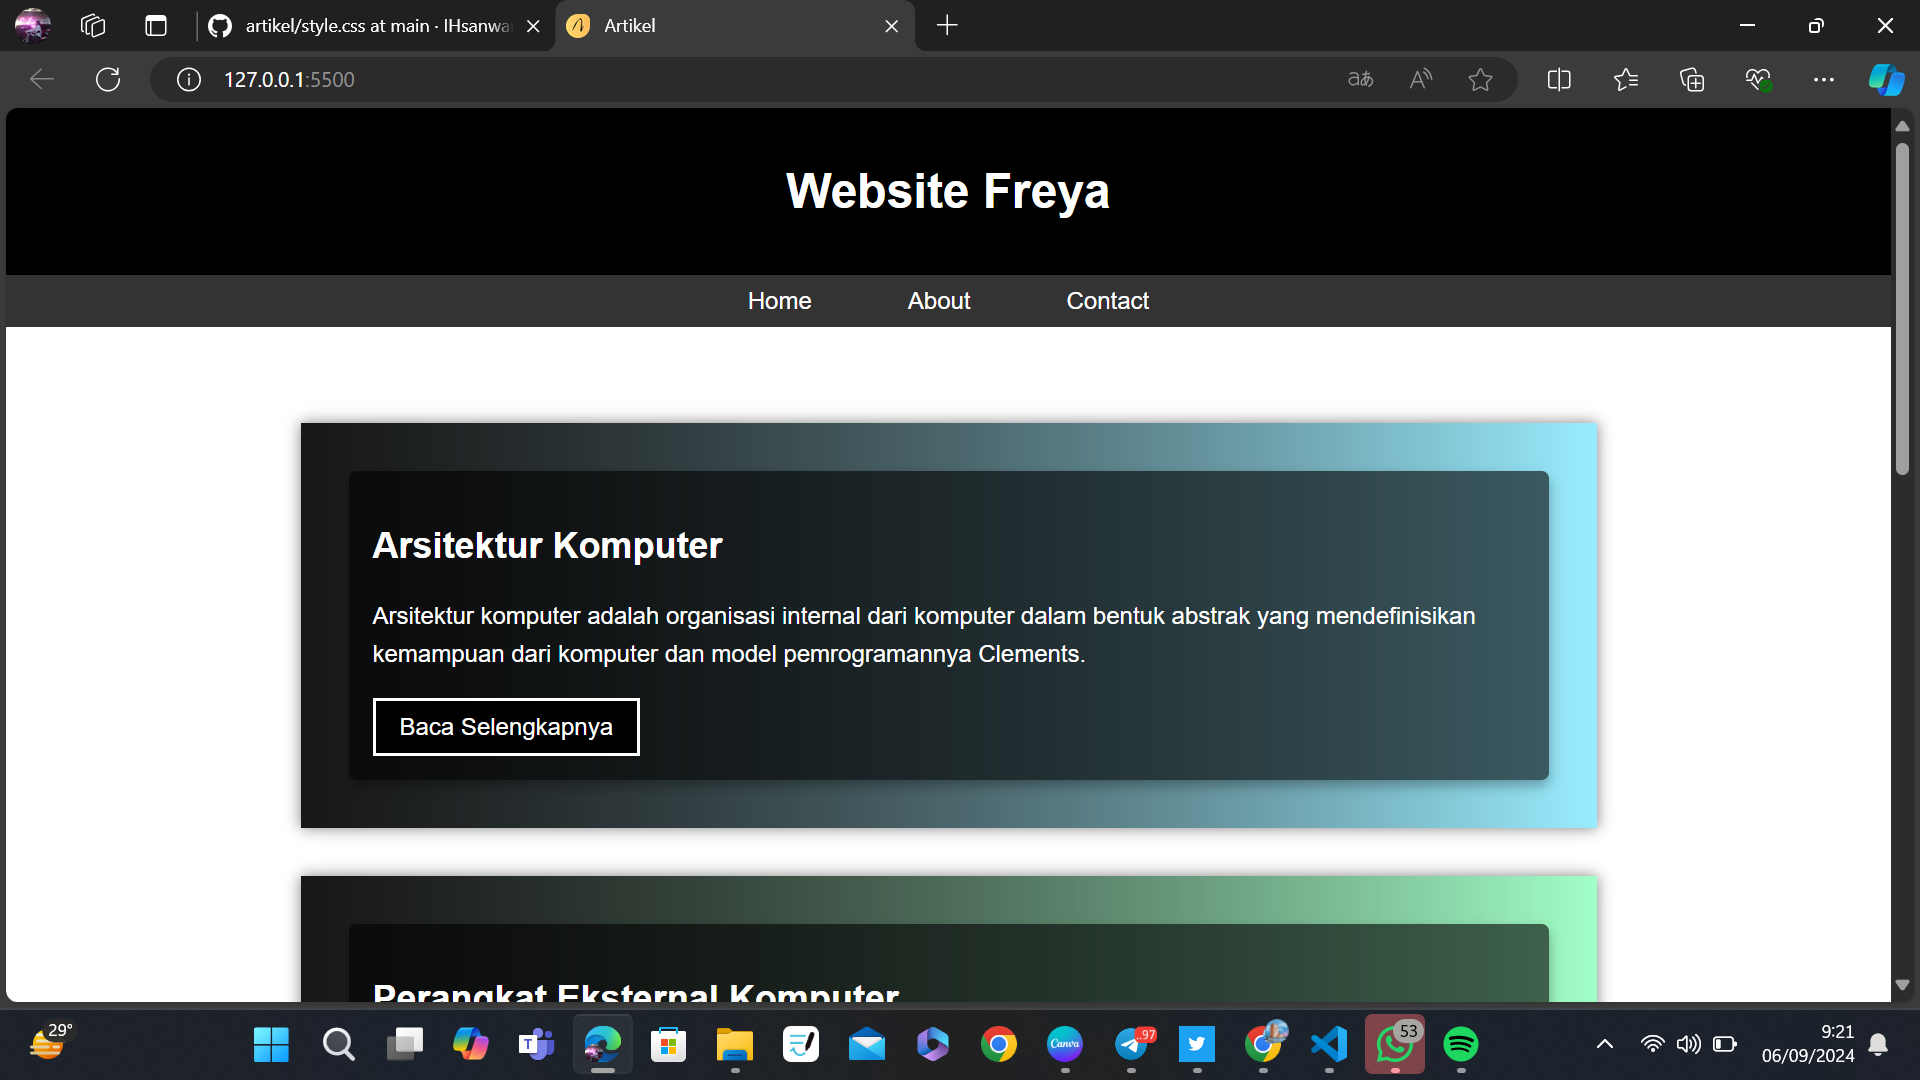 artikel/style.css at main · IHsanwa
Artikel
127.0.0.1:5500
Website Freya
Home About Contact
Arsitektur Komputer
Arsitektur komputer adalah organisasi internal dari komputer dalam bentuk abstrak yang mendefinisikan
kemampuan dari komputer dan model pemrogramannya Clements.
Baca Selengkapnya
Perangkat Eksternal Komputer
29°
Canva
..97
53
9:21
06/09/2024